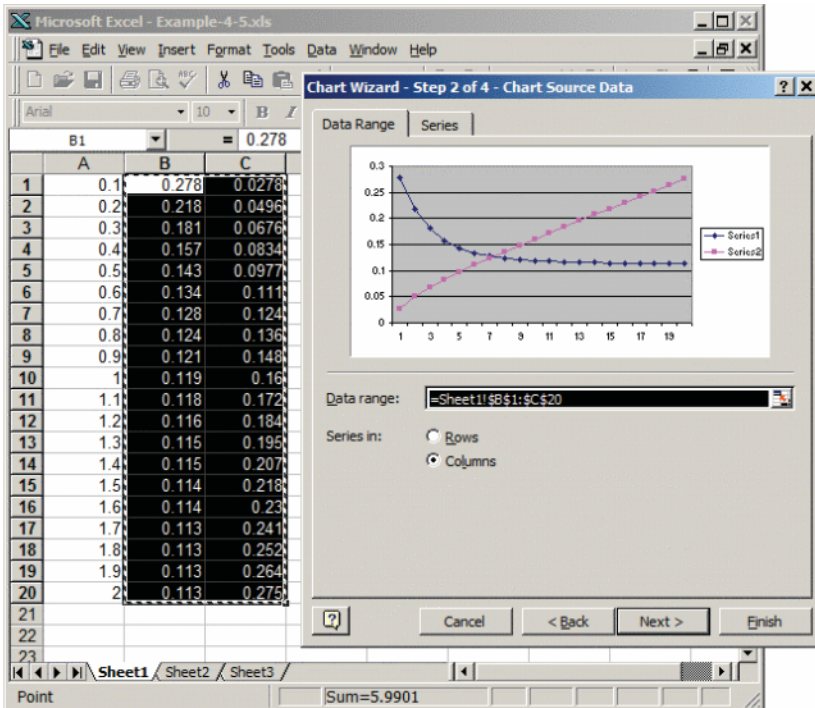 Microsoft Excel - Example-4-5.xls
File Edit View Insert Format Tools Data Window Help
Arial 10 B I
B1 = 0.278
A B C
1 0.1 0.278 0.0278
2 0.2 0.218 0.0496
3 0.3 0.181 0.0676
4 0.4 0.157 0.0834
5 0.5 0.143 0.0977
6 0.6 0.134 0.111
7 0.7 0.128 0.124
8 0.8 0.124 0.136
9 0.9 0.121 0.148
10 1 0.119 0.16
11 1.1 0.118 0.172
12 1.2 0.116 0.184
13 1.3 0.115 0.195
14 1.4 0.115 0.207
15 1.5 0.114 0.218
16 1.6 0.114 0.23
17 1.7 0.113 0.241
18 1.8 0.113 0.252
19 1.9 0.113 0.264
20 2 0.113 0.275
21
22
23
Sheet1 Sheet2 Sheet3
Point
Sum=5.9901
Chart Wizard - Step 2 of 4 - Chart Source Data
Data Range Series
0.3
0.25
0.2
0.15
0.1
0.05
0
1 3 5 7 9 11 13 15 17 19
Series1
Series2
Data range: =Sheet1!$B$1:$C$20
Series in: Rows
Columns
Cancel < Back Next > Finish